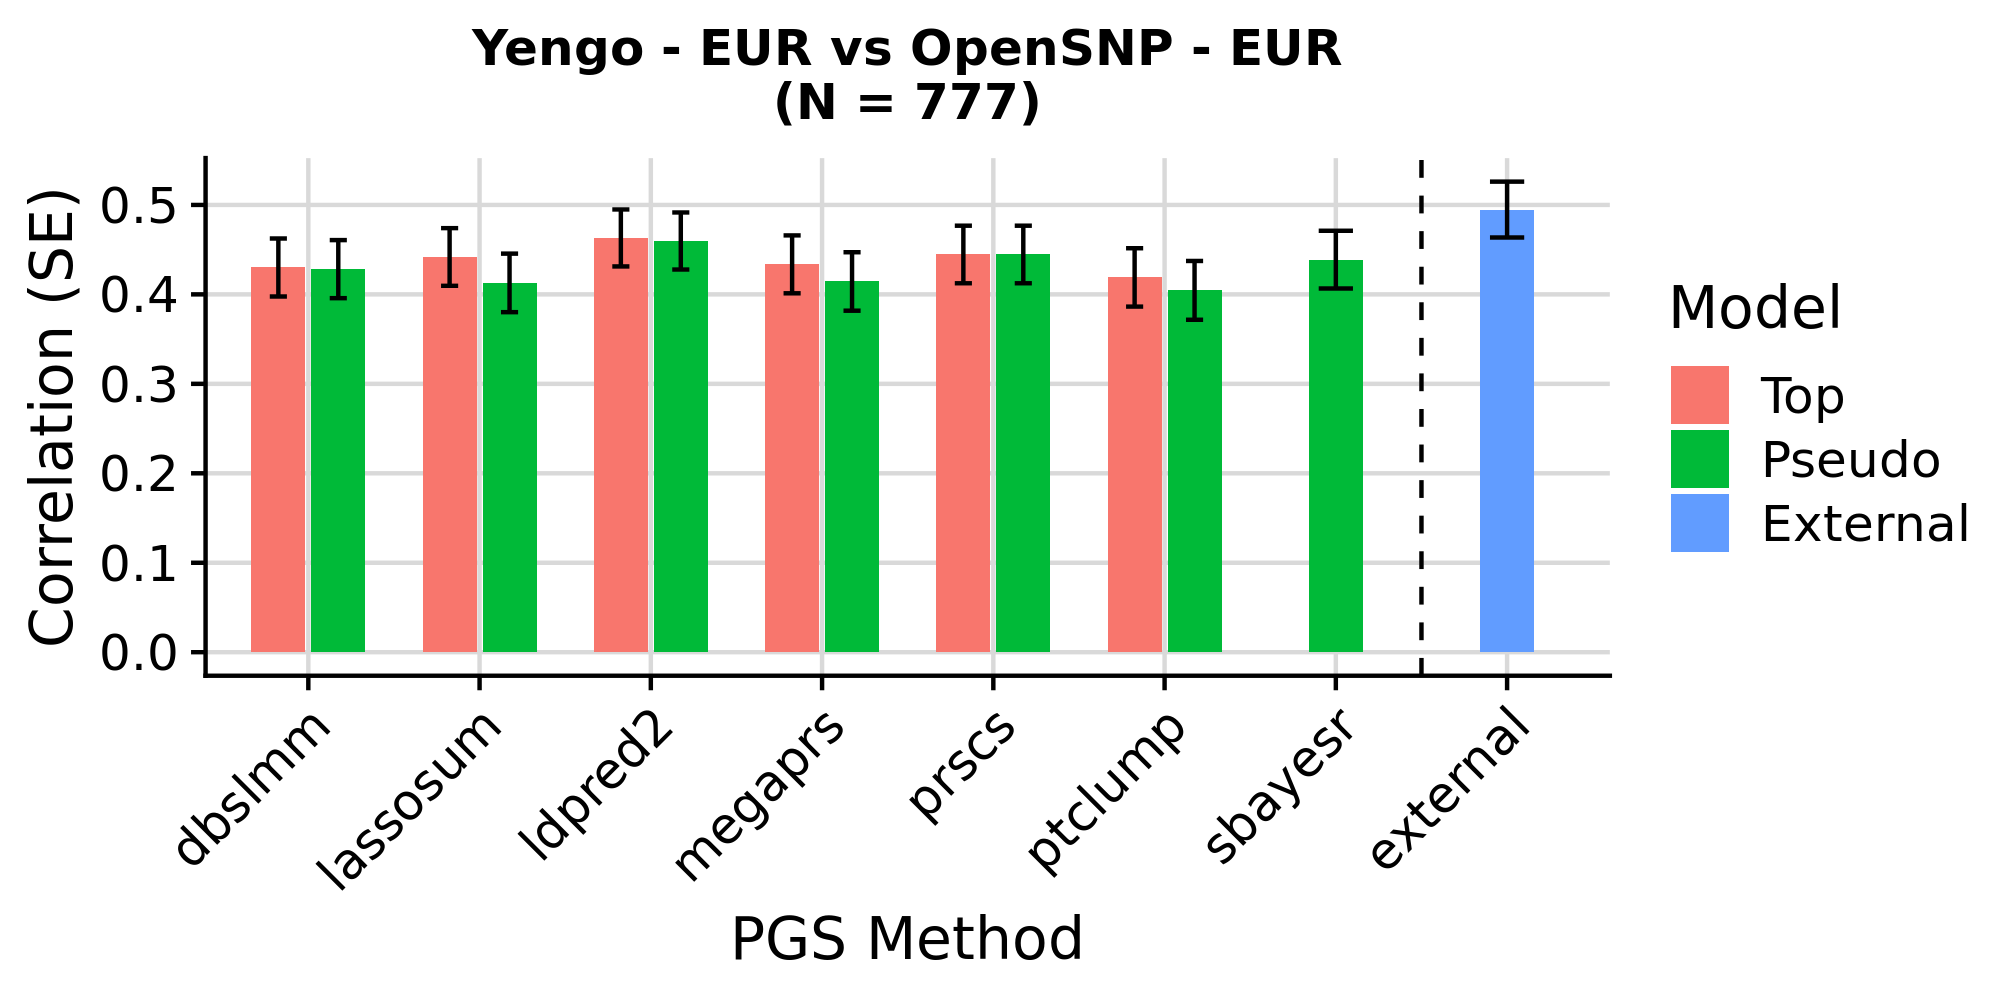 Yengo - EUR vs OpenSNP - EUR
(N = 777)
Correlation (SE)
0.5
0.4
0.3
0.2
0.1
0.0
dbslmm
lassosum
ldpred2
megaprs
prscs
ptclump
sbayesr
external
PGS Method
Model
Top
Pseudo
External